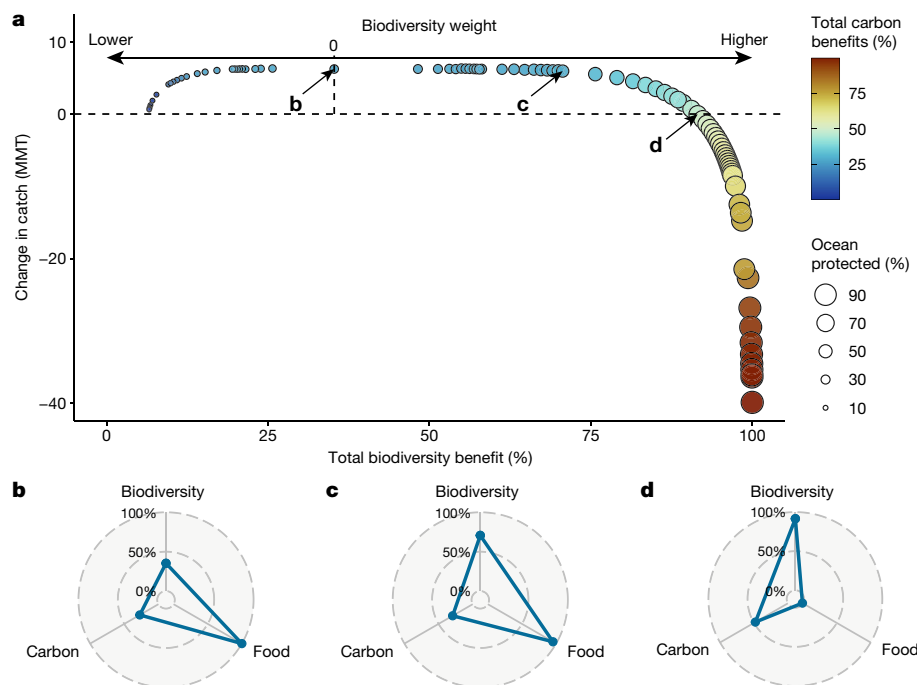 a
Biodiversity weight
Lower
0
Higher
10
0
−20
−40
Change in catch (MMT)
b
c
d
0
25
50
75
100
Total biodiversity benefit (%)
Total carbon
benefits (%)
75
50
25
Ocean
protected (%)
90
70
50
30
10
b
Biodiversity
100%
50%
0%
Carbon
Food
c
Biodiversity
100%
50%
0%
Carbon
Food
d
Biodiversity
100%
50%
0%
Carbon
Food